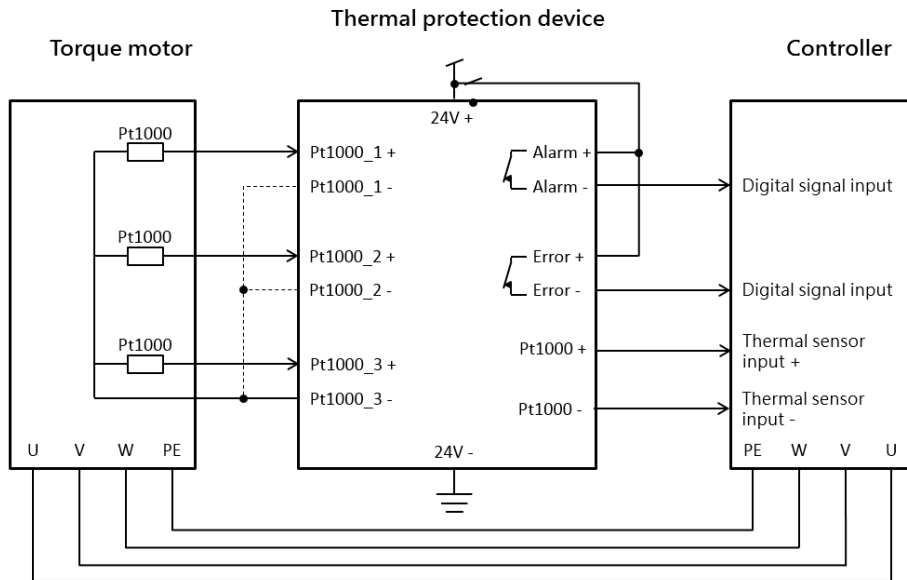 Thermal protection device
Torque motor
Controller
Pt1000
Pt1000
Pt1000
24V +
Pt1000_1 +
Pt1000_1 -
Pt1000_2 +
Pt1000_2 -
Pt1000_3 +
Pt1000_3 -
Alarm +
Alarm -
Error +
Error -
Pt1000 +
Pt1000 -
24V -
Digital signal input
Digital signal input
Thermal sensor
input +
Thermal sensor
input -
U V W PE
PE W V U